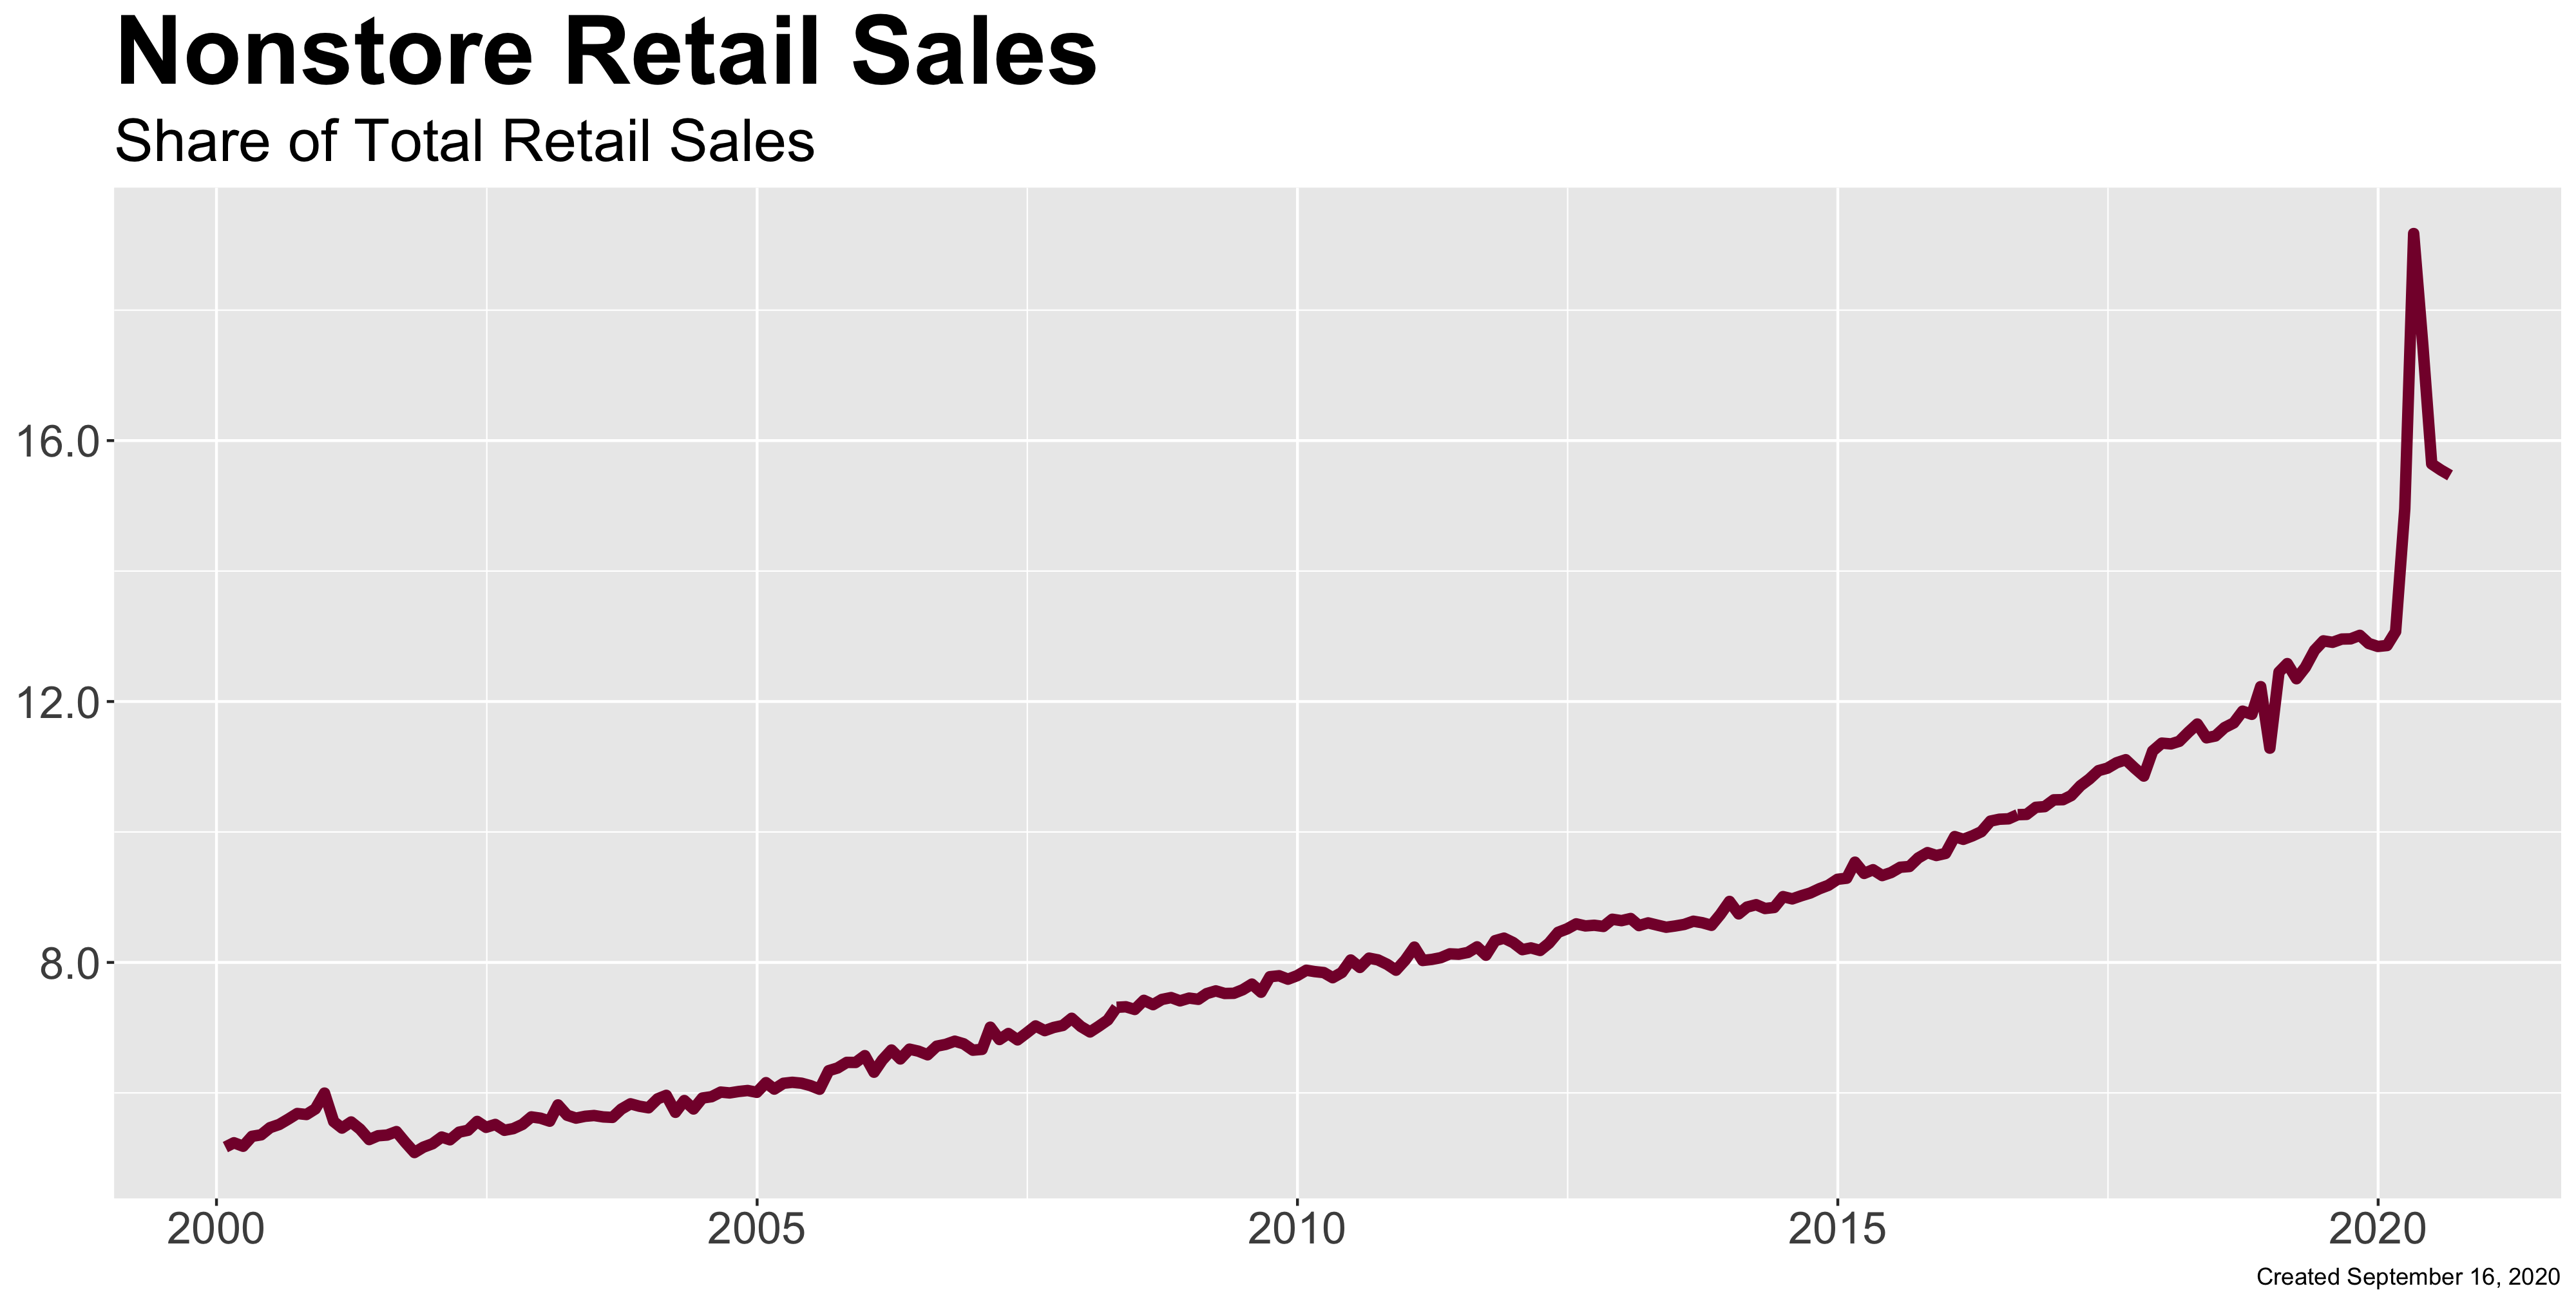 Nonstore Retail Sales
Share of Total Retail Sales
16.0
12.0
8.0
2000 2005 2010 2015 2020
Created September 16, 2020